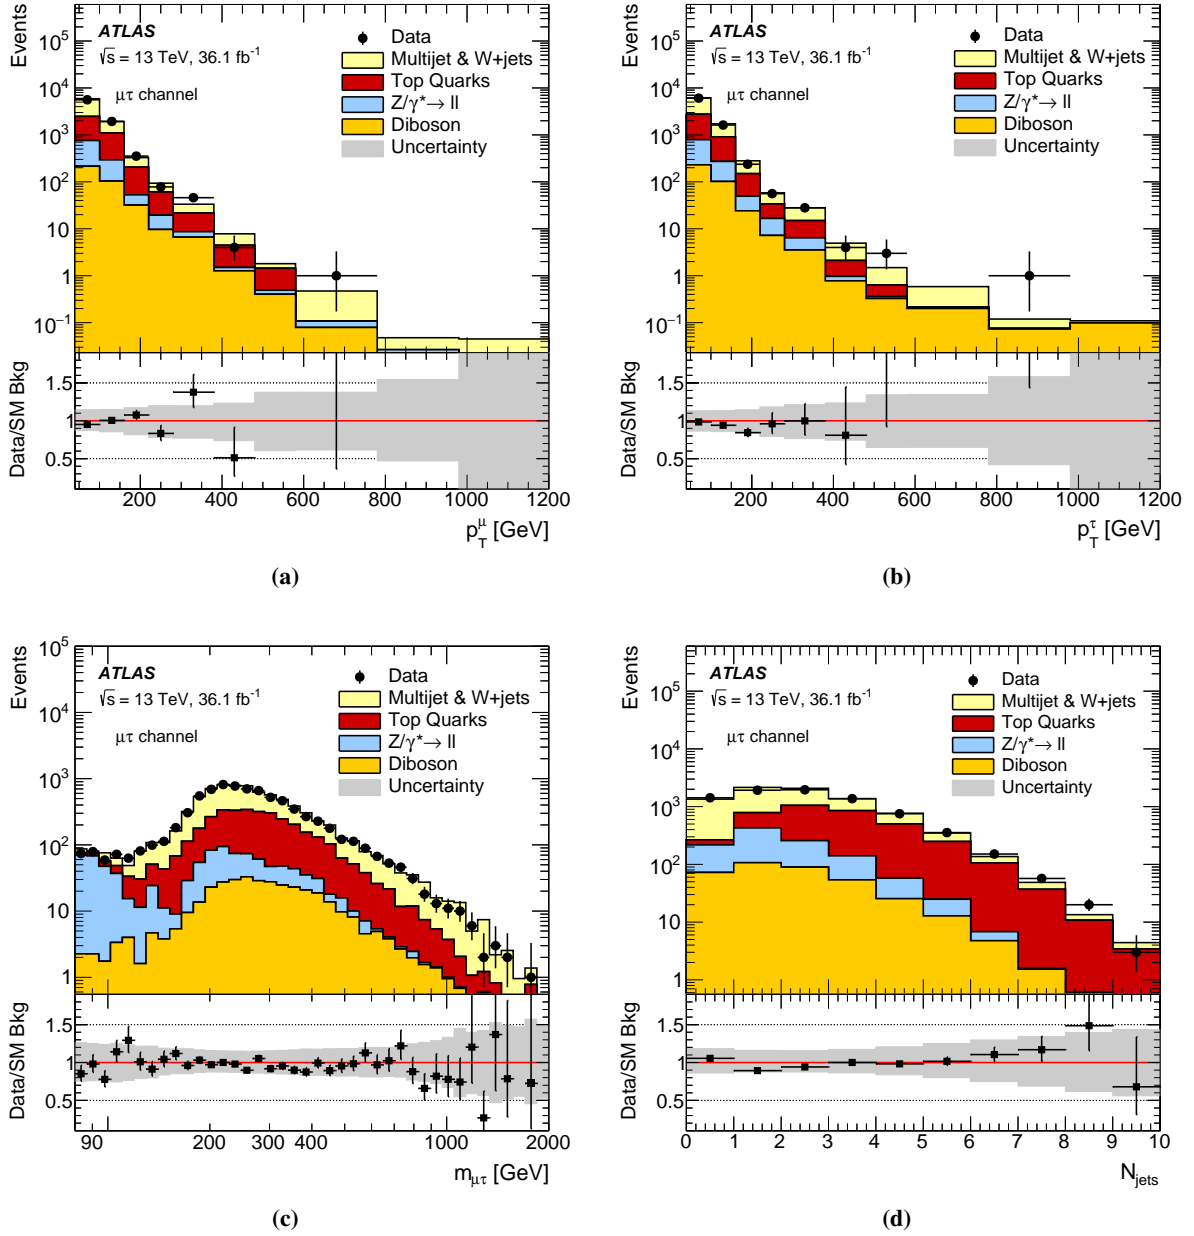 Events
10⁵
10⁴
10³
10²
10
1
10⁻¹
ATLAS
√s = 13 TeV, 36.1 fb⁻¹
μτ channel
Data
Multijet & W+jets
Top Quarks
Z/γ*→ ll
Diboson
Uncertainty
Data/SM Bkg
1.5
1
0.5
200 400 600 800 1000 1200
p_T^μ [GeV]
(a)
Events
10⁵
10⁴
10³
10²
10
1
10⁻¹
ATLAS
√s = 13 TeV, 36.1 fb⁻¹
μτ channel
Data
Multijet & W+jets
Top Quarks
Z/γ*→ ll
Diboson
Uncertainty
Data/SM Bkg
1.5
1
0.5
200 400 600 800 1000 1200
p_T^τ [GeV]
(b)
Events
10⁵
10⁴
10³
10²
10
1
ATLAS
√s = 13 TeV, 36.1 fb⁻¹
μτ channel
Data
Multijet & W+jets
Top Quarks
Z/γ*→ ll
Diboson
Uncertainty
Data/SM Bkg
1.5
1
0.5
90 200 300 400 1000 2000
m_μτ [GeV]
(c)
Events
10⁵
10⁴
10³
10²
10
1
ATLAS
√s = 13 TeV, 36.1 fb⁻¹
μτ channel
Data
Multijet & W+jets
Top Quarks
Z/γ*→ ll
Diboson
Uncertainty
Data/SM Bkg
1.5
1
0.5
0 1 2 3 4 5 6 7 8 9 10
N_jets
(d)